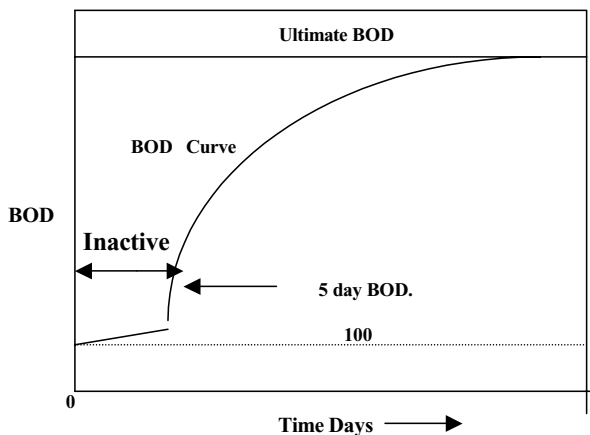 Ultimate BOD
BOD Curve
BOD
Inactive
5 day BOD.
100
0
Time Days